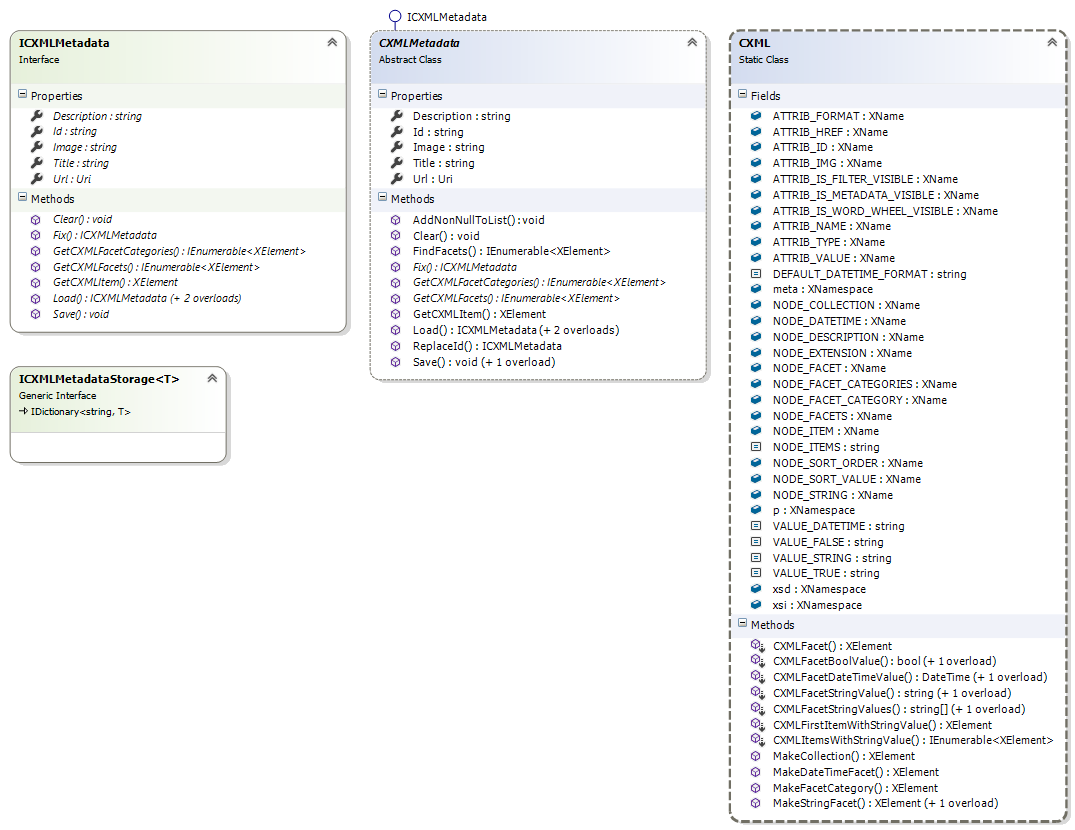 ICXMLMetadata
Interface
Properties
Description : string
Id : string
Image : string
Title : string
Url : Uri
Methods
Clear() : void
Fix() : ICXMLMetadata
GetCXMLFacetCategories() : IEnumerable<XElement>
GetCXMLFacets() : IEnumerable<XElement>
GetCXMLItem() : XElement
Load() : ICXMLMetadata (+ 2 overloads)
Save() : void
ICXMLMetadataStorage<T>
Generic Interface
IDictionary<string, T>
ICXMLMetadata
CXMLMetadata
Abstract Class
Properties
Description : string
Id : string
Image : string
Title : string
Url : Uri
Methods
AddNonNullToList() : void
Clear() : void
FindFacets() : IEnumerable<XElement>
Fix() : ICXMLMetadata
GetCXMLFacetCategories() : IEnumerable<XElement>
GetCXMLFacets() : IEnumerable<XElement>
GetCXMLItem() : XElement
Load() : ICXMLMetadata (+ 2 overloads)
ReplaceId() : ICXMLMetadata
Save() : void (+ 1 overload)
CXML
Static Class
Fields
ATTRIB_FORMAT : XName
ATTRIB_HREF : XName
ATTRIB_ID : XName
ATTRIB_IMG : XName
ATTRIB_IS_FILTER_VISIBLE : XName
ATTRIB_IS_METADATA_VISIBLE : XName
ATTRIB_IS_WORD_WHEEL_VISIBLE : XName
ATTRIB_NAME : XName
ATTRIB_TYPE : XName
ATTRIB_VALUE : XName
DEFAULT_DATETIME_FORMAT : string
meta : XNamespace
NODE_COLLECTION : XName
NODE_DATETIME : XName
NODE_DESCRIPTION : XName
NODE_EXTENSION : XName
NODE_FACET : XName
NODE_FACET_CATEGORIES : XName
NODE_FACET_CATEGORY : XName
NODE_FACETS : XName
NODE_ITEM : XName
NODE_ITEMS : string
NODE_SORT_ORDER : XName
NODE_SORT_VALUE : XName
NODE_STRING : XName
p : XNamespace
VALUE_DATETIME : string
VALUE_FALSE : string
VALUE_STRING : string
VALUE_TRUE : string
xsd : XNamespace
xsi : XNamespace
Methods
CXMLFacet() : XElement
CXMLFacetBoolValue() : bool (+ 1 overload)
CXMLFacetDateTimeValue() : DateTime (+ 1 overload)
CXMLFacetStringValue() : string (+ 1 overload)
CXMLFacetStringValues() : string[] (+ 1 overload)
CXMLFirstItemWithStringValue() : XElement
CXMLItemsWithStringValue() : IEnumerable<XElement>
MakeCollection() : XElement
MakeDateTimeFacet() : XElement
MakeFacetCategory() : XElement
MakeStringFacet() : XElement (+ 1 overload)